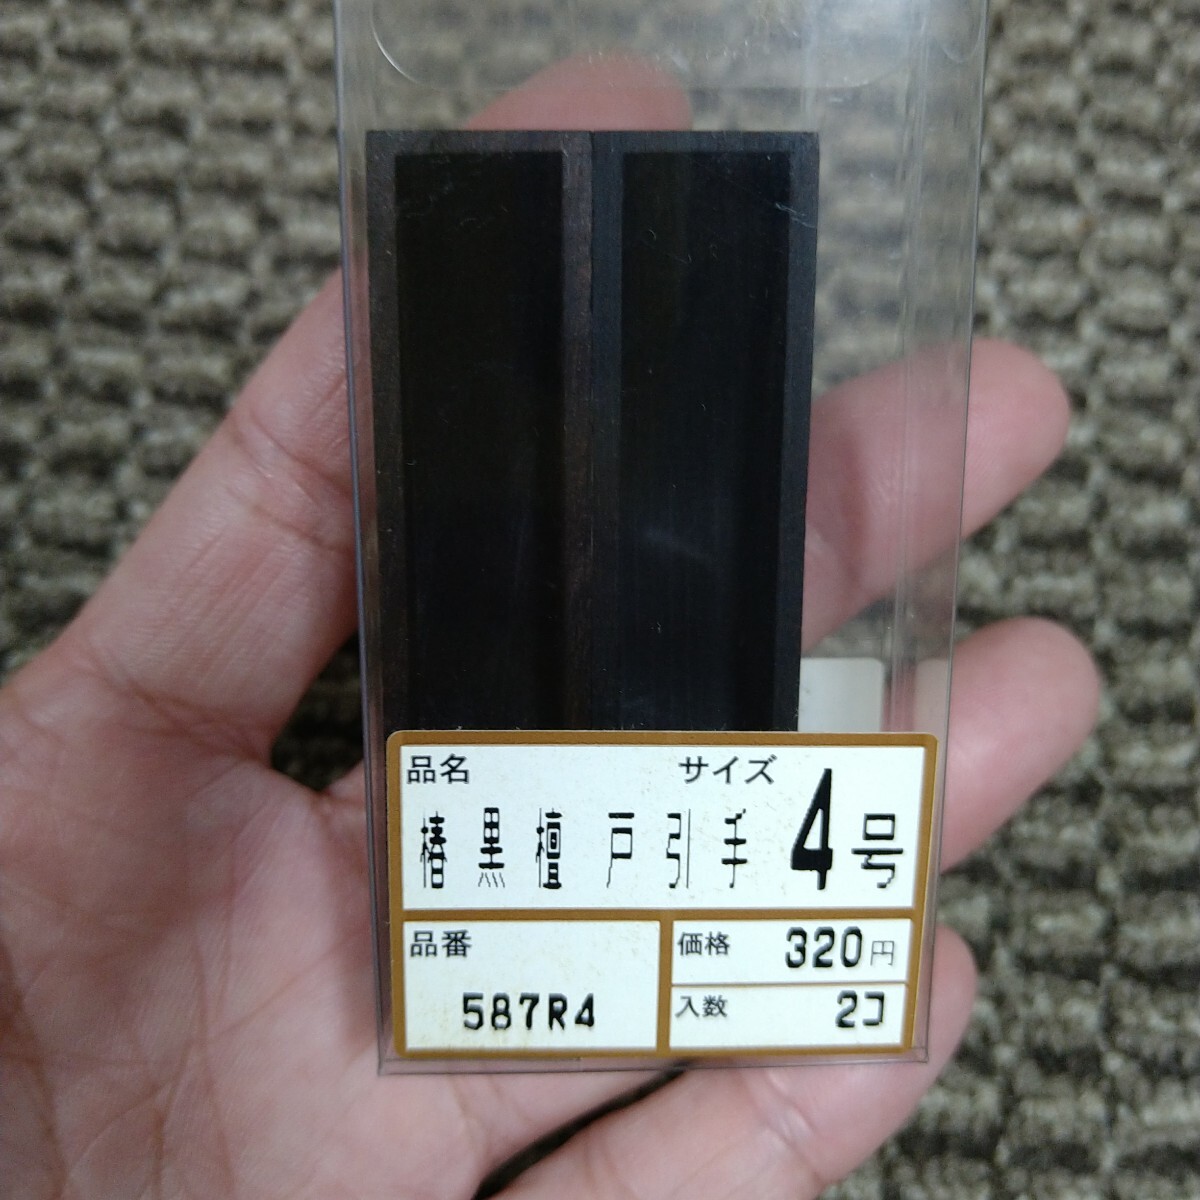 品名 サイズ
椿黒檀 戸引手 4号
品番
587R4
価格 320円
入数 2コ